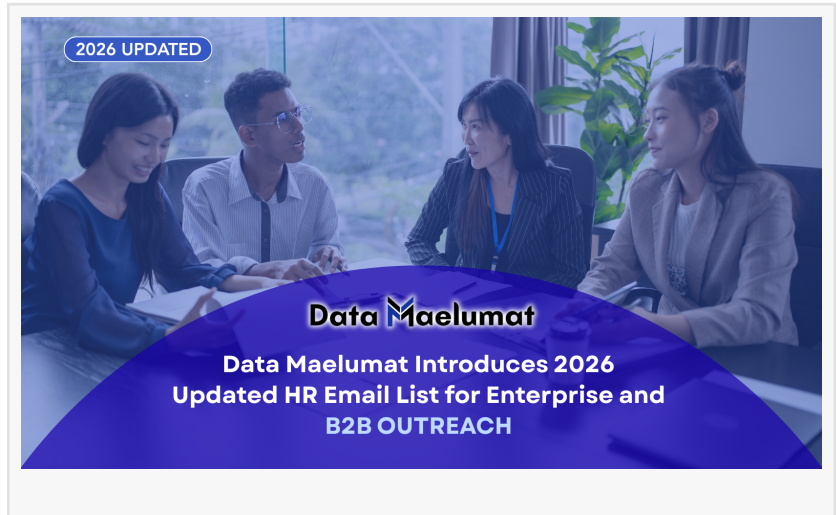 2026 UPDATED
Data Maelumat
Data Maelumat Introduces 2026
Updated HR Email List for Enterprise and
B2B OUTREACH